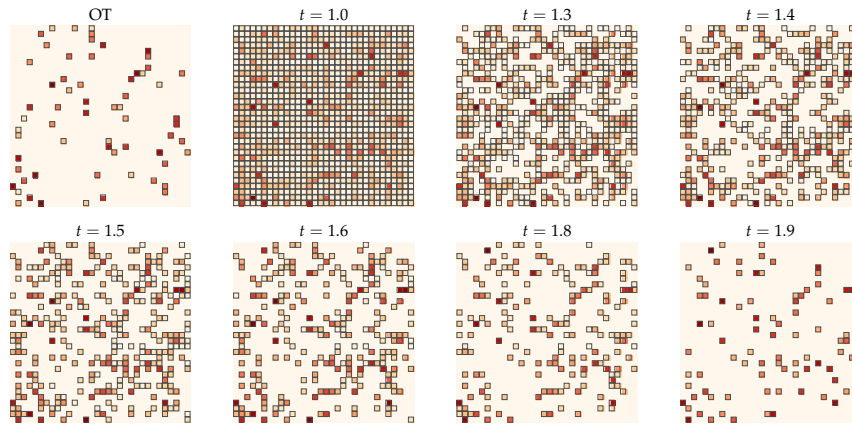 OT
t = 1.0
t = 1.3
t = 1.4
t = 1.5
t = 1.6
t = 1.8
t = 1.9